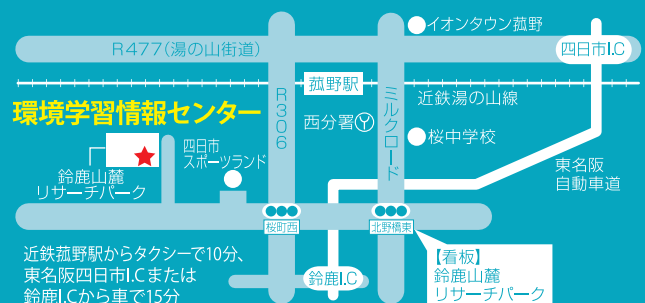 イオンタウン菰野
R477(湯の山街道)
四日市I.C
菰野駅
近鉄湯の山線
環境学習情報センター
R306
ミルクロード
西分署
桜中学校
四日市
スポーツランド
鈴鹿山麓
リサーチパーク
東名阪
自動車道
桜町西
北野橋東
近鉄菰野駅からタクシーで10分、
東名阪四日市I.Cまたは
鈴鹿I.Cから車で15分
鈴鹿I.C
【看板】
鈴鹿山麓
リサーチパーク